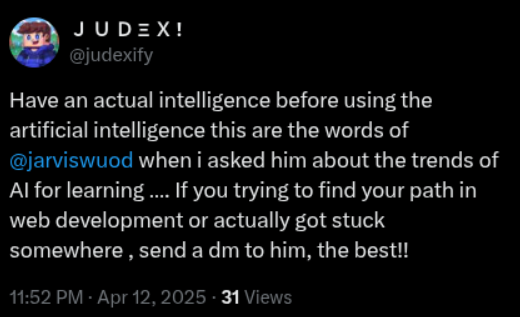 J U D Ξ X !
@judexify
Have an actual intelligence before using the
artificial intelligence this are the words of
@jarviswuod when i asked him about the trends of
AI for learning .... If you trying to find your path in
web development or actually got stuck
somewhere , send a dm to him, the best!!
11:52 PM · Apr 12, 2025 · 31 Views